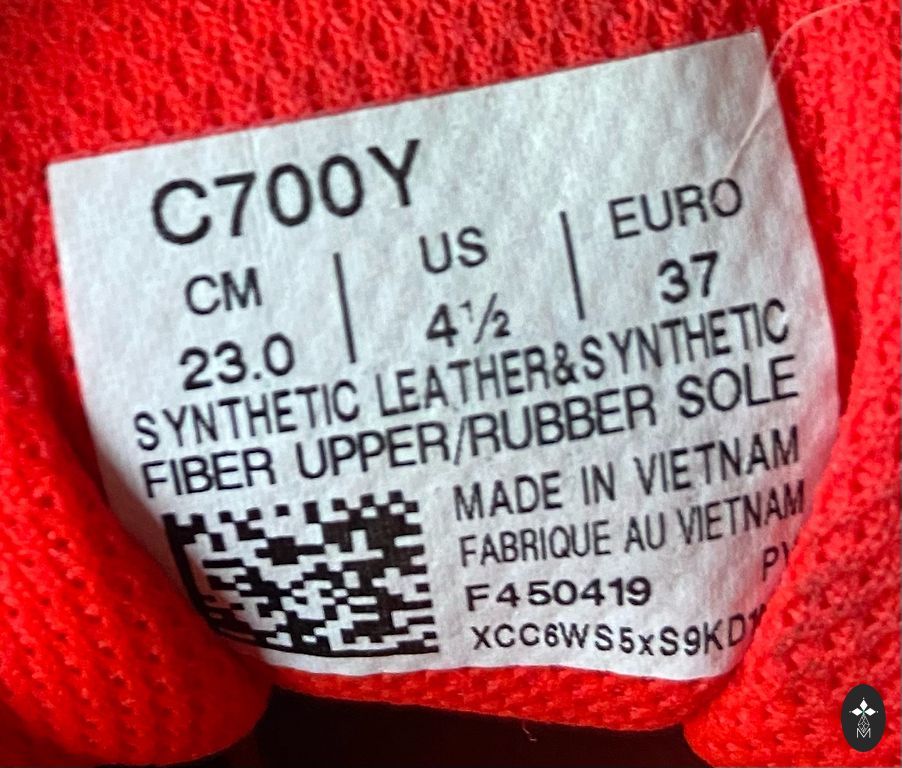 C700Y
CM | US | EURO
23.0 | 4½ | 37
SYNTHETIC LEATHER&SYNTHETIC
FIBER UPPER/RUBBER SOLE
MADE IN VIETNAM
FABRIQUE AU VIETNAM
F450419